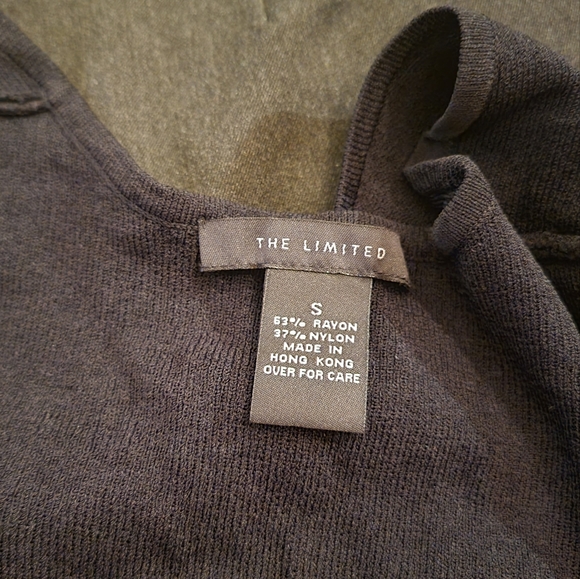 THE LIMITED
S
63% RAYON
37% NYLON
MADE IN
HONG KONG
OVER FOR CARE